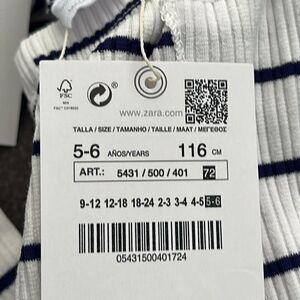 FSC
www.zara.com
TALLA / SIZE / TAMANHO / TAILLE / MAAT / ΜΕΓΕΘΟΣ
5-6 AÑOS/YEARS 116 CM
ART.: 5431 / 500 / 401 72
9-12 12-18 18-24 2-3 3-4 4-5 5-6
05431500401724